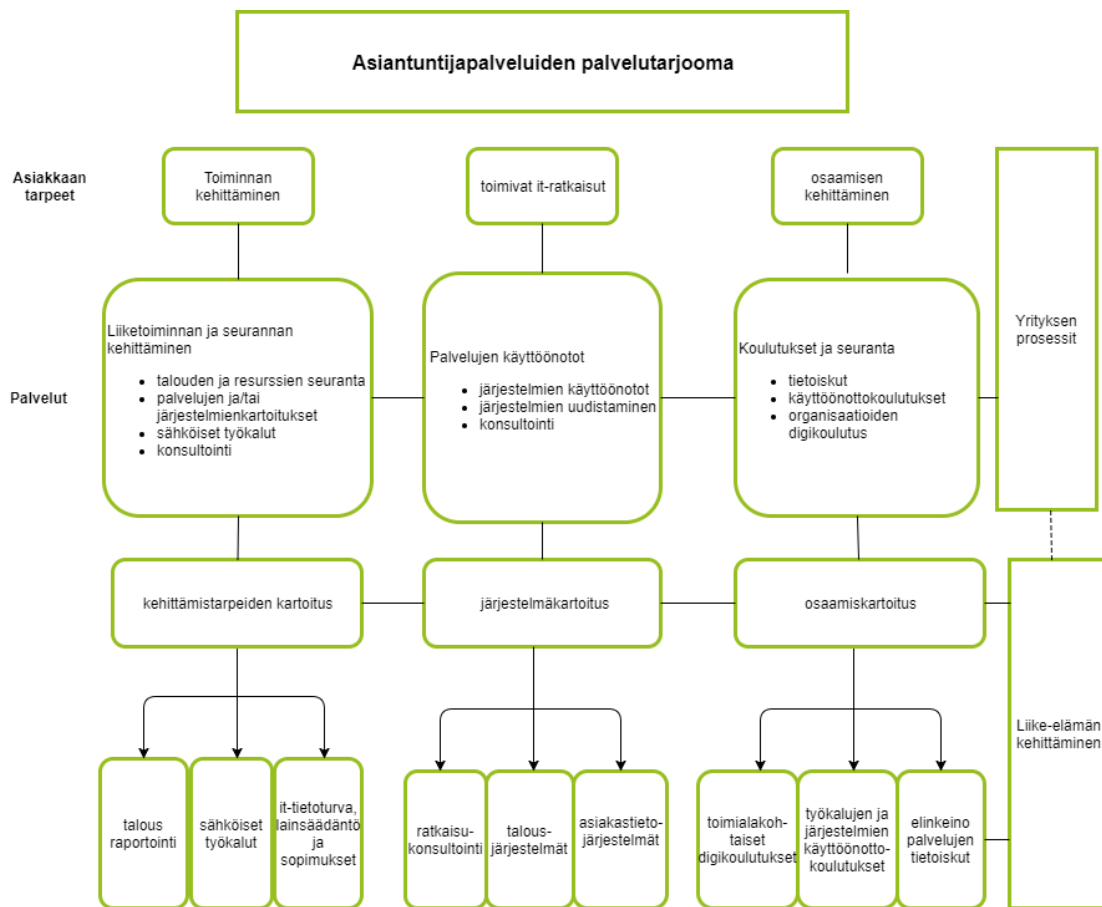 Asiantuntijapalveluiden palvelutarjooma
Asiakkaan
tarpeet
Toiminnan
kehittäminen
toimivat it-ratkaisut
osaamisen
kehittäminen
Yrityksen
prosessit
Palvelut
Liiketoiminnan ja seurannan
kehittäminen
• talouden ja resurssien seuranta
• palvelujen ja/tai
järjestelmienkartoitukset
• sähköiset työkalut
• konsultointi
Palvelujen käyttöönotot
• järjestelmien käyttöönotot
• järjestelmien uudistaminen
• konsultointi
Koulutukset ja seuranta
• tietoiskut
• käyttöönottokoulutukset
• organisaatioiden
digikoulutus
kehittämistarpeiden kartoitus
järjestelmäkartoitus
osaamiskartoitus
Liike-elämän
kehittäminen
talous
raportointi
sähköiset
työkalut
it-tietoturva,
lainsäädäntö
ja
sopimukset
ratkaisu-
konsultointi
talous-
järjestelmät
asiakastieto-
järjestelmät
toimialakoh-
taiset
digikoulutukset
työkalujen ja
järjestelmien
käyttöönotto-
koulutukset
elinkeino
palvelujen
tietoiskut